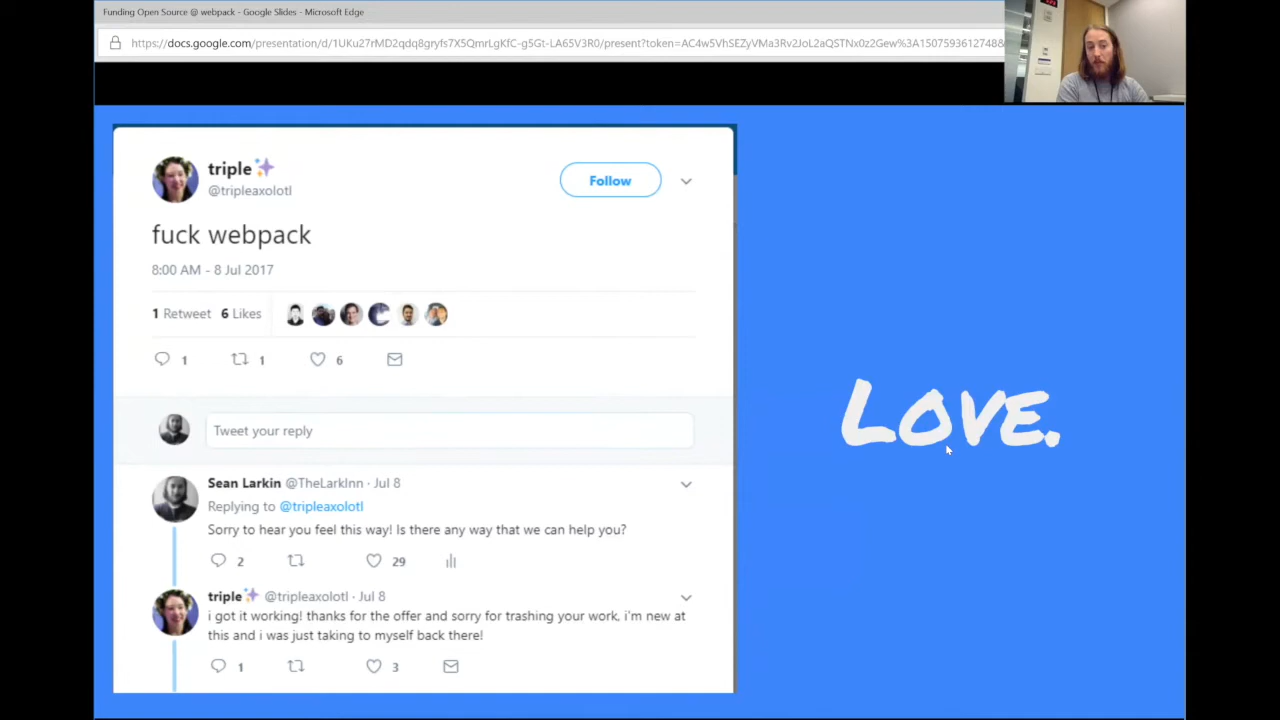 Funding Open Source @ webpack - Google Slides - Microsoft Edge
https://docs.google.com/presentation/d/1UKu27rMD2qdq8gryfs7X5QmrLgKfC-g5Gt-LA65V3R0/present?token=AC4w5VhSEZyVMa3Rv2JoL2aQSTNx0z2Gew%3A1507593612748&
triple✨
@tripleaxolotl
Follow
fuck webpack
8:00 AM - 8 Jul 2017
1 Retweet 6 Likes
1 1 6
Tweet your reply
Love.
Sean Larkin @TheLarkInn · Jul 8
Replying to @tripleaxolotl
Sorry to hear you feel this way! Is there any way that we can help you?
2 29
triple✨ @tripleaxolotl · Jul 8
i got it working! thanks for the offer and sorry for trashing your work, i'm new at
this and i was just taking to myself back there!
1 3